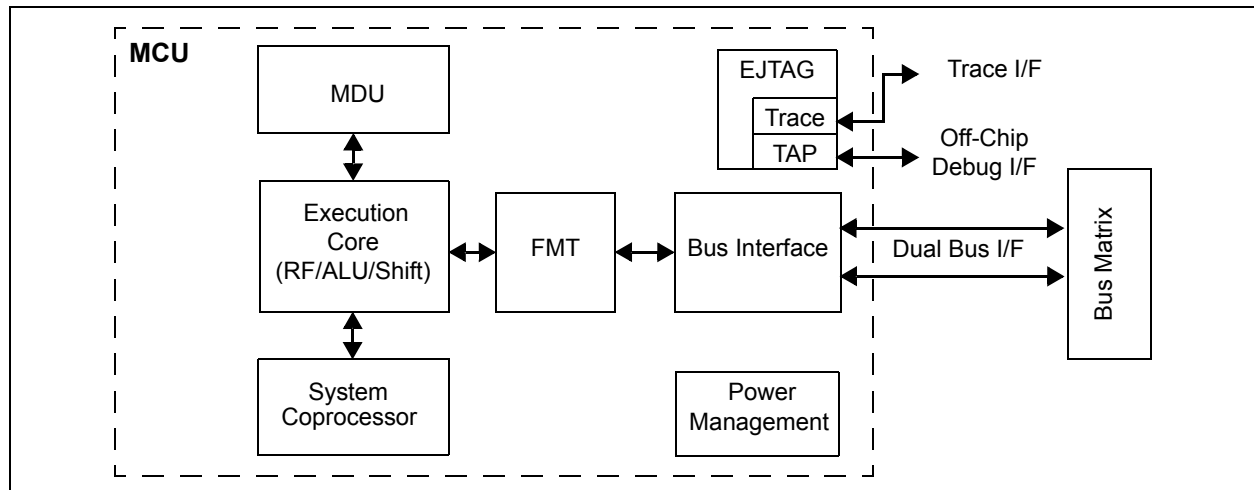 MCU
MDU
EJTAG
Trace
TAP
Trace I/F
Off-Chip
Debug I/F
Execution
Core
(RF/ALU/Shift)
FMT
Bus Interface
Dual Bus I/F
Bus Matrix
System
Coprocessor
Power
Management